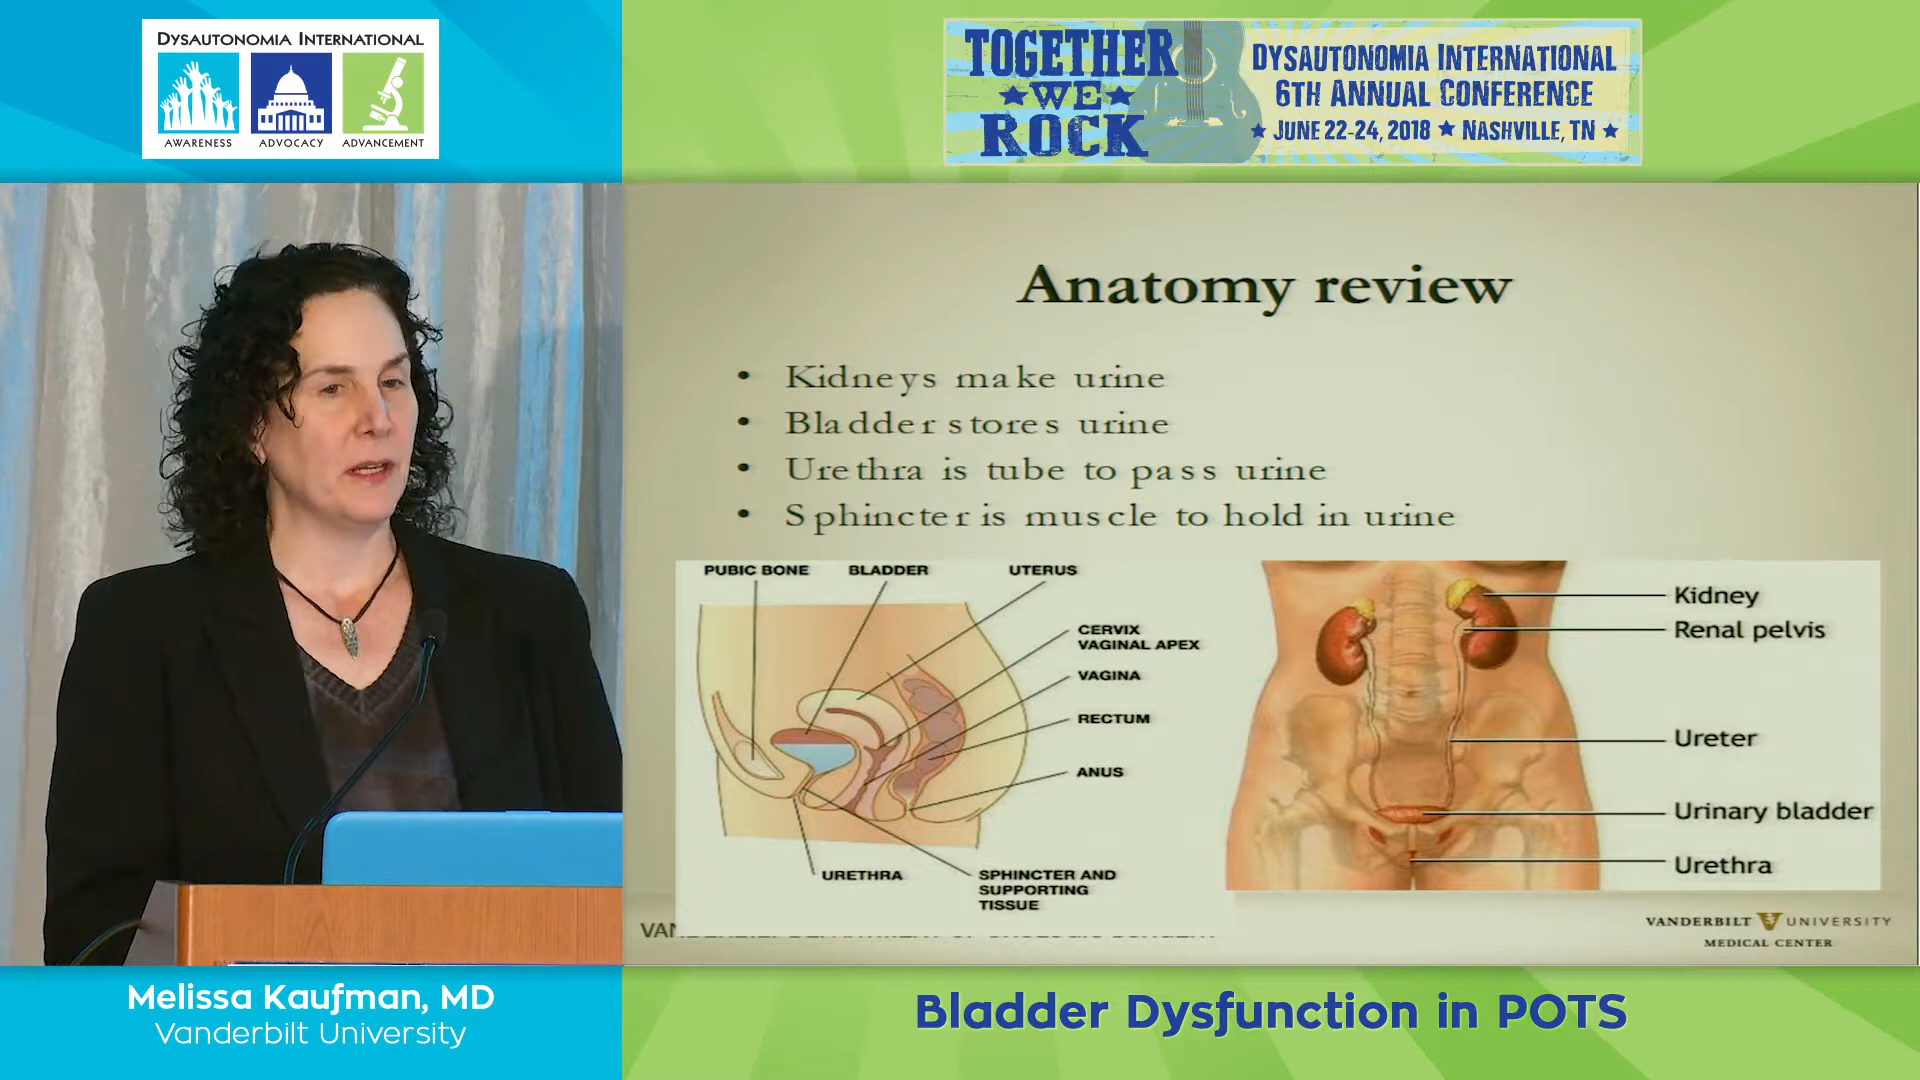 DYSAUTONOMIA INTERNATIONAL
AWARENESS ADVOCACY ADVANCEMENT
TOGETHER
WE
ROCK
DYSAUTONOMIA INTERNATIONAL
6TH ANNUAL CONFERENCE
JUNE 22-24, 2018 NASHVILLE, TN
Anatomy review
• Kidneys make urine
• Bladder stores urine
• Urethra is tube to pass urine
• Sphincter is muscle to hold in urine
PUBIC BONE BLADDER UTERUS
CERVIX
VAGINAL APEX
VAGINA
RECTUM
ANUS
URETHRA
SPHINCTER AND
SUPPORTING
TISSUE
Kidney
Renal pelvis
Ureter
Urinary bladder
Urethra
VANDERBILT UNIVERSITY
MEDICAL CENTER
Melissa Kaufman, MD
Vanderbilt University
Bladder Dysfunction in POTS